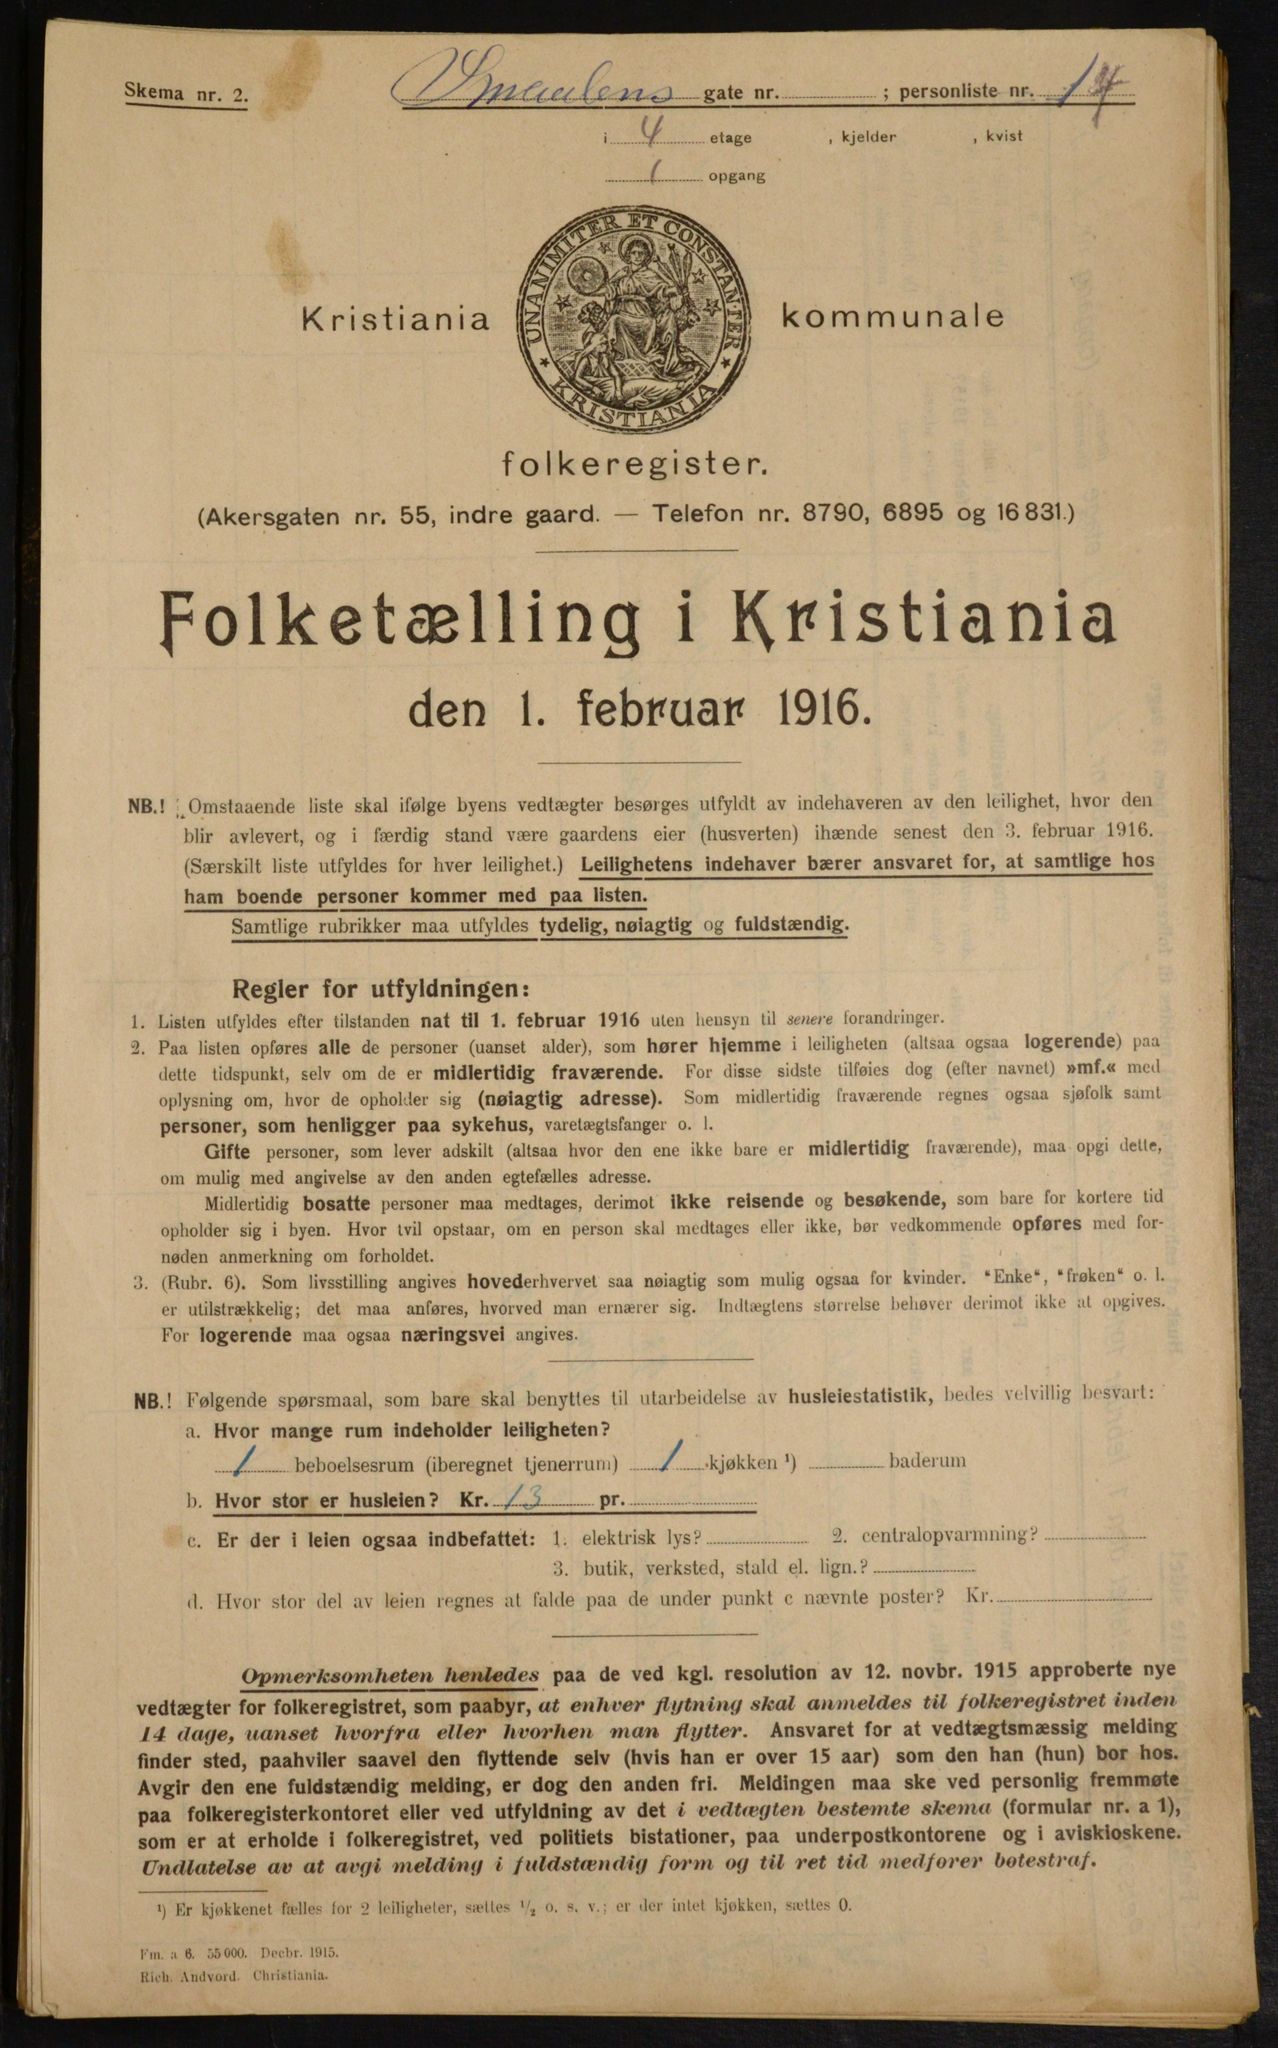 Skema nr. 2. Smaalens gate nr. ; personliste nr. 14
i 4 etage , kjelder , kvist
1 opgang
UNANIMITER ET CONSTANTER
KRISTIANIA
Kristiania kommunale
folkeregister.
(Akersgaten nr. 55, indre gaard. — Telefon nr. 8790, 6895 og 16 831.)
Folketælling i Kristiania
den 1. februar 1916.
NB.! Omstaaende liste skal ifølge byens vedtægter besørges utfyldt av indehaveren av den leilighet, hvor den
blir avlevert, og i færdig stand være gaardens eier (husverten) ihænde senest den 3. februar 1916.
(Særskilt liste utfyldes for hver leilighet.) Leilighetens indehaver bærer ansvaret for, at samtlige hos
ham boende personer kommer med paa listen.
Samtlige rubrikker maa utfyldes tydelig, nøiagtig og fuldstændig.
Regler for utfyldningen:
1. Listen utfyldes efter tilstanden nat til 1. februar 1916 uten hensyn til senere forandringer.
2. Paa listen opføres alle de personer (uanset alder), som hører hjemme i leiligheten (altsaa ogsaa logerende) paa
dette tidspunkt, selv om de er midlertidig fraværende. For disse sidste tilføies dog (efter navnet) »mf.« med
oplysning om, hvor de opholder sig (nøiagtig adresse). Som midlertidig fraværende regnes ogsaa sjøfolk samt
personer, som henligger paa sykehus, varetægtsfanger o. l.
Gifte personer, som lever adskilt (altsaa hvor den ene ikke bare er midlertidig fraværende), maa opgi dette,
om mulig med angivelse av den anden egtefælles adresse.
Midlertidig bosatte personer maa medtages, derimot ikke reisende og besøkende, som bare for kortere tid
opholder sig i byen. Hvor tvil opstaar, om en person skal medtages eller ikke, bør vedkommende opføres med for-
nøden anmerkning om forholdet.
3. (Rubr. 6). Som livsstilling angives hovederhvervet saa nøiagtig som mulig ogsaa for kvinder. "Enke", "frøken" o. l.
er utilstrækkelig; det maa anføres, hvorved man ernærer sig. Indtægtens størrelse behøver derimot ikke at opgives.
For logerende maa ogsaa næringsvei angives.
NB.! Følgende spørsmaal, som bare skal benyttes til utarbeidelse av husleiestatistik, bedes velvillig besvart:
a. Hvor mange rum indeholder leiligheten?
1 beboelsesrum (iberegnet tjenerrum) 1 kjøkken ¹) baderum
b. Hvor stor er husleien? Kr. 13 pr.
c. Er der i leien ogsaa indbefattet: 1. elektrisk lys? 2. centralopvarmning?
3. butik, verksted, stald el. lign.?
d. Hvor stor del av leien regnes at falde paa de under punkt c nævnte poster? Kr.
Opmerksomheten henledes paa de ved kgl. resolution av 12. novbr. 1915 approberte nye
vedtægter for folkeregistret, som paabyr, at enhver flytning skal anmeldes til folkeregistret inden
14 dage, uanset hvorfra eller hvorhen man flytter. Ansvaret for at vedtægtsmæssig melding
finder sted, paahviler saavel den flyttende selv (hvis han er over 15 aar) som den han (hun) bor hos.
Avgir den ene fuldstændig melding, er dog den anden fri. Meldingen maa ske ved personlig fremmøte
paa folkeregisterkontoret eller ved utfyldning av det i vedtægten bestemte skema (formular nr. a 1),
som er at erholde i folkeregistret, ved politiets bistationer, paa underpostkontorene og i aviskioskene.
Undlatelse av at avgi melding i fuldstændig form og til ret tid medfører bøtestraf.
¹) Er kjøkkenet fælles for 2 leiligheter, sættes ½ o. s. v.; er der intet kjøkken, sættes 0.
Fm. a 6. 55 000. Decbr. 1915.
Rich. Andvord. Christiania.